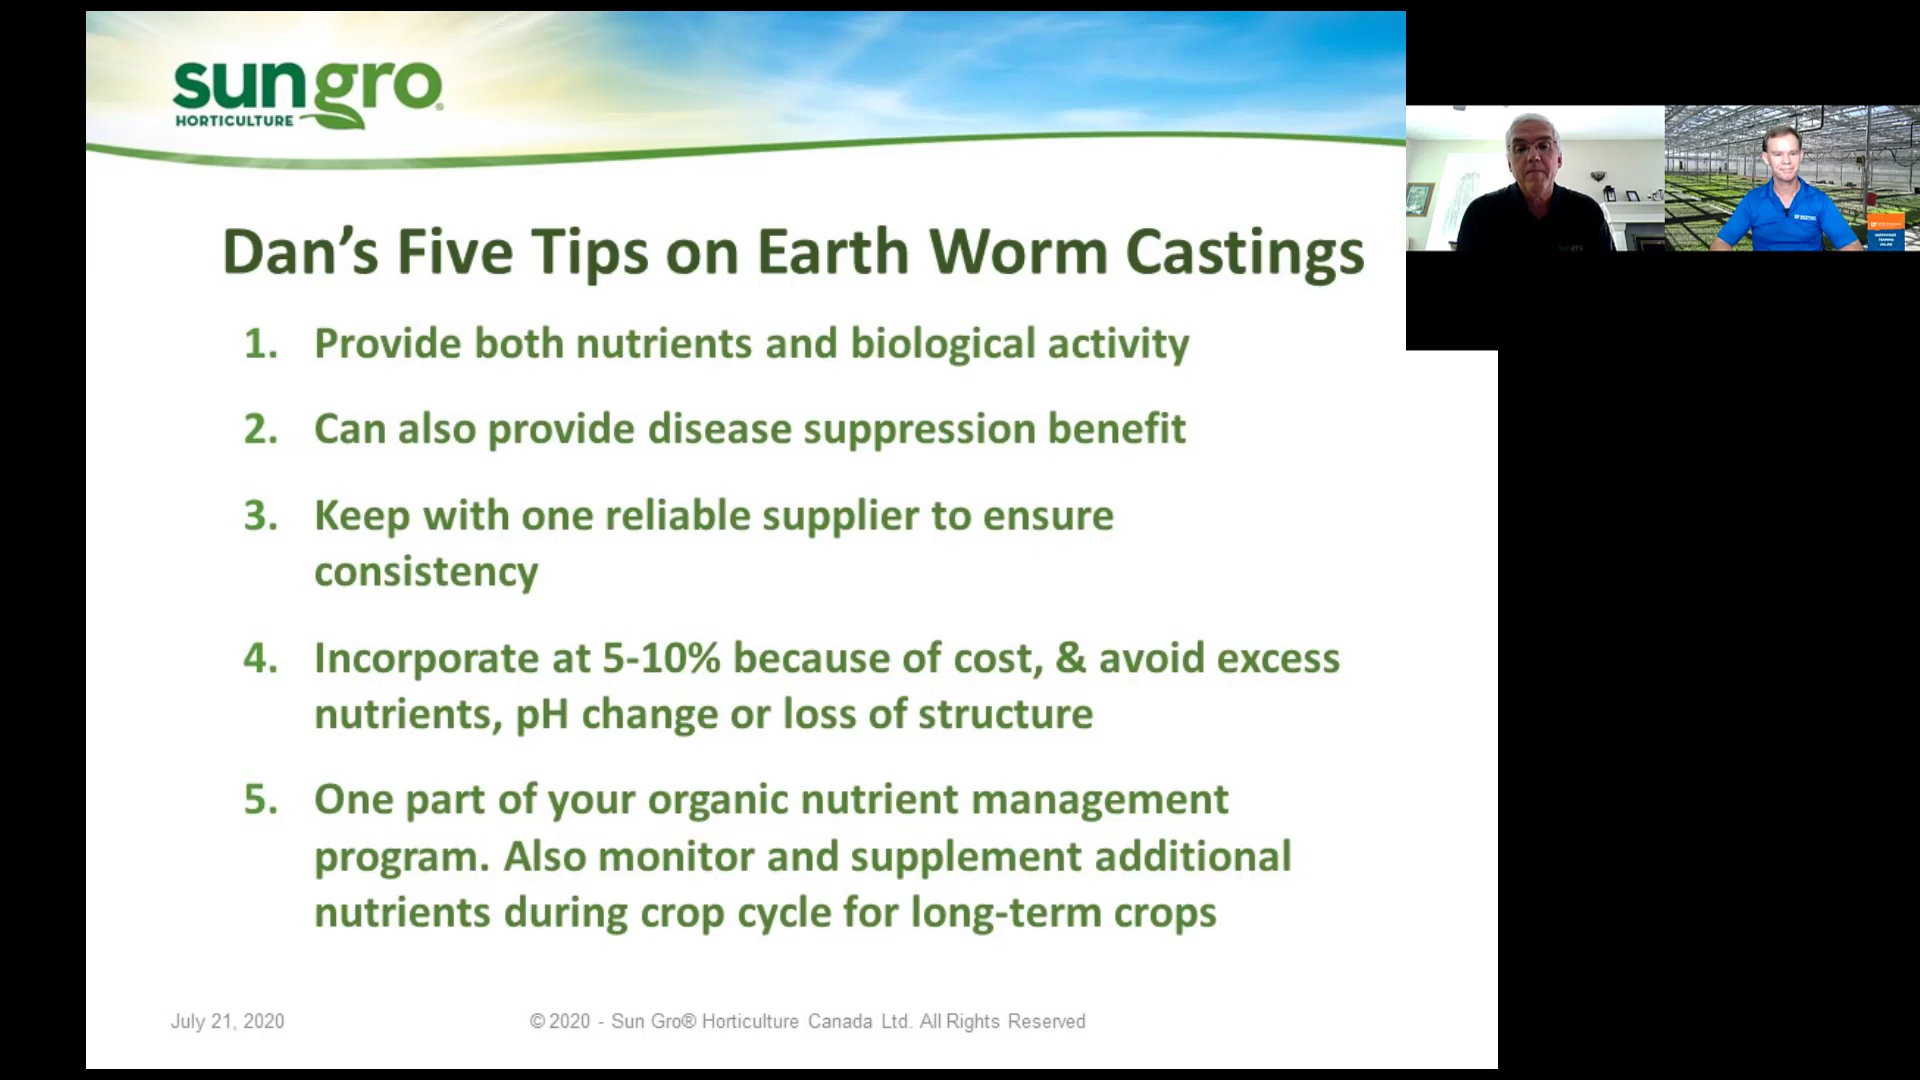 sungro®
HORTICULTURE
Dan's Five Tips on Earth Worm Castings
1. Provide both nutrients and biological activity
2. Can also provide disease suppression benefit
3. Keep with one reliable supplier to ensure
consistency
4. Incorporate at 5-10% because of cost, & avoid excess
nutrients, pH change or loss of structure
5. One part of your organic nutrient management
program. Also monitor and supplement additional
nutrients during crop cycle for long-term crops
July 21, 2020
© 2020 - Sun Gro® Horticulture Canada Ltd. All Rights Reserved